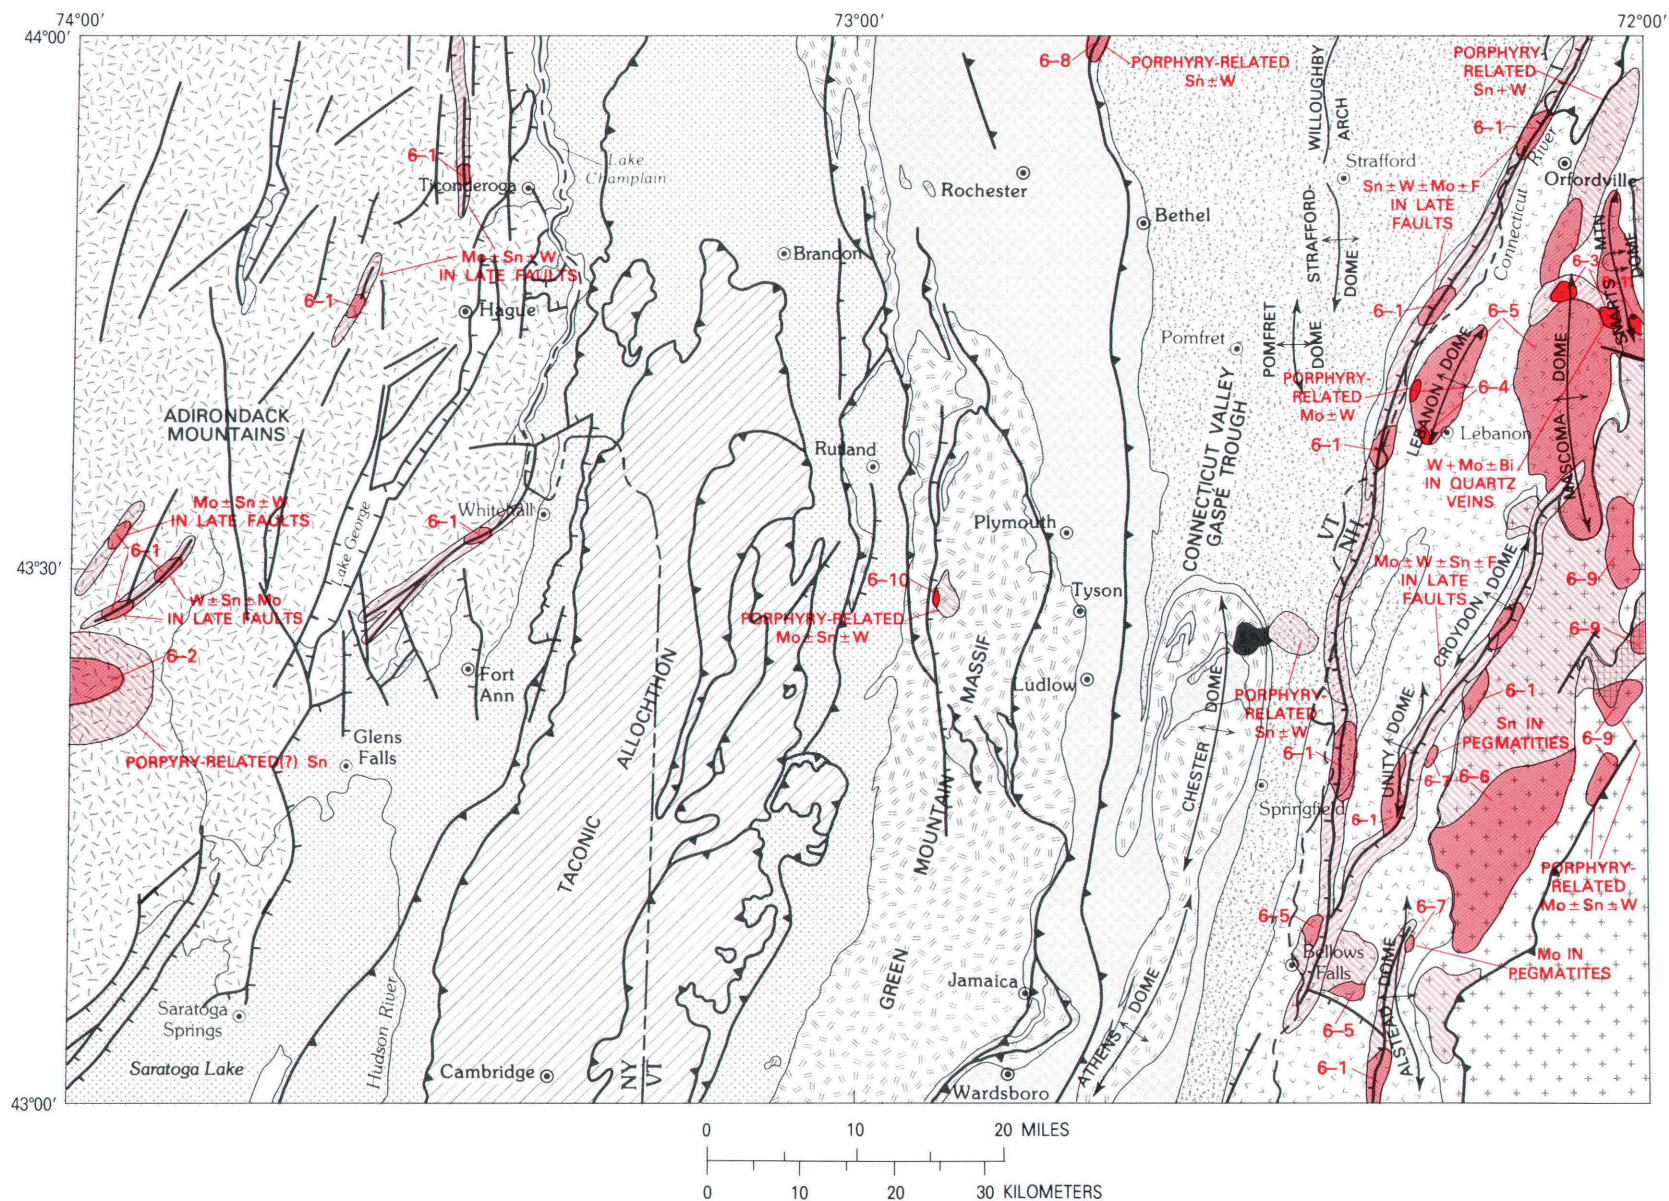 74°00'
73°00'
72°00'
44°00'
6-8
PORPHYRY-RELATED
Sn±W
WILLOUGHBY
ARCH
PORPHYRY-
RELATED
Sn+W
6-1
River
Connecticut
6-1
Ticonderoga
Lake
Champlain
Rochester
Strafford
Orfordville
Sn±W±Mo±F
IN LATE
FAULTS
Bethel
STRAFFORD
DOME
SMARTS MTN
DOME
Mo±Sn±W
IN LATE FAULTS
Brandon
6-3
6-1
Hague
6-1
6-5
POMFRET
DOME
Pomfret
PORPHYRY-
RELATED
Mo±W
6-4
LEBANON DOME
MASCOMA DOME
ADIRONDACK
MOUNTAINS
CONNECTICUT VALLEY
GASPE TROUGH
6-1
Lebanon
Rutland
W+Mo±Bi
IN QUARTZ
VEINS
Mo±Sn±W
IN LATE FAULTS
6-1
6-1
Whitehall
Lake George
Plymouth
VT
NH
43°30'
Mo±W±Sn±F
IN LATE
FAULTS
6-9
6-10
PORPHYRY-RELATED
Mo±Sn±W
Tyson
W±Sn±Mo
IN LATE FAULTS
CROYDON DOME
6-9
6-2
Fort
Ann
MASSIF
Ludlow
CHESTER DOME
PORPHYRY
RELATED
Sn±W
6-1
UNITY DOME
6-1
Sn IN
PEGMATITES
6-9
ALLOCHTHON
Glens
Falls
PORPYRY-RELATED(?) Sn
6-7
6-6
Springfield
6-1
MOUNTAIN
TACONIC
PORPHYRY-
RELATED
Mo±Sn±W
6-5
6-7
Bellows
Falls
Mo IN
PEGMATITES
GREEN
Jamaica
ATHENS DOME
ALSTEAD DOME
6-5
Saratoga
Springs
Hudson River
Saratoga Lake
Cambridge
NY
VT
Wardsboro
6-1
43°00'
0 10 20 MILES
0 10 20 30 KILOMETERS